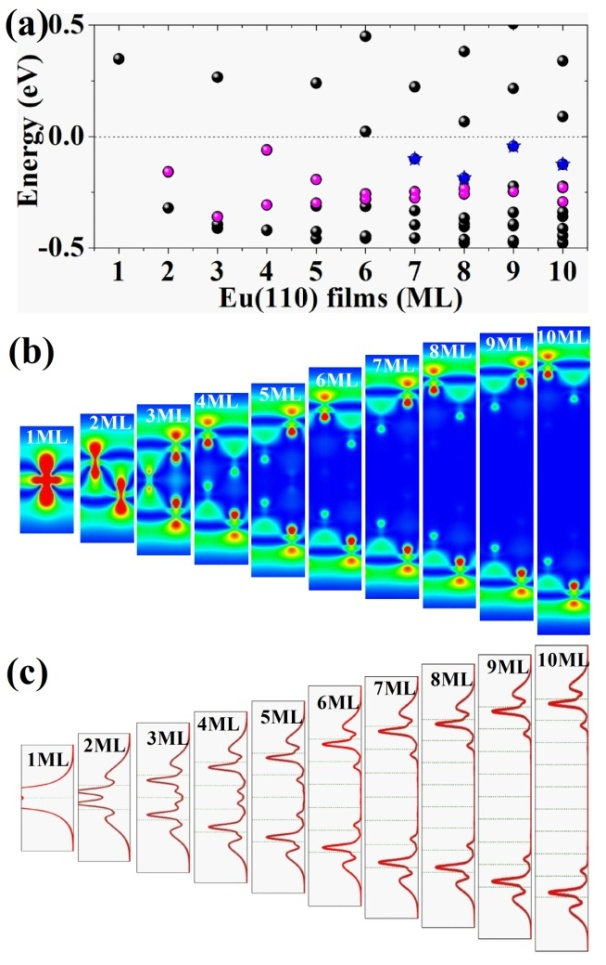 (a)
0.5
0.0
-0.5
Energy (eV)
1 2 3 4 5 6 7 8 9 10
Eu(110) films (ML)
(b)
1ML 2ML 3ML 4ML 5ML 6ML 7ML 8ML 9ML 10ML
(c)
1ML 2ML 3ML 4ML 5ML 6ML 7ML 8ML 9ML 10ML